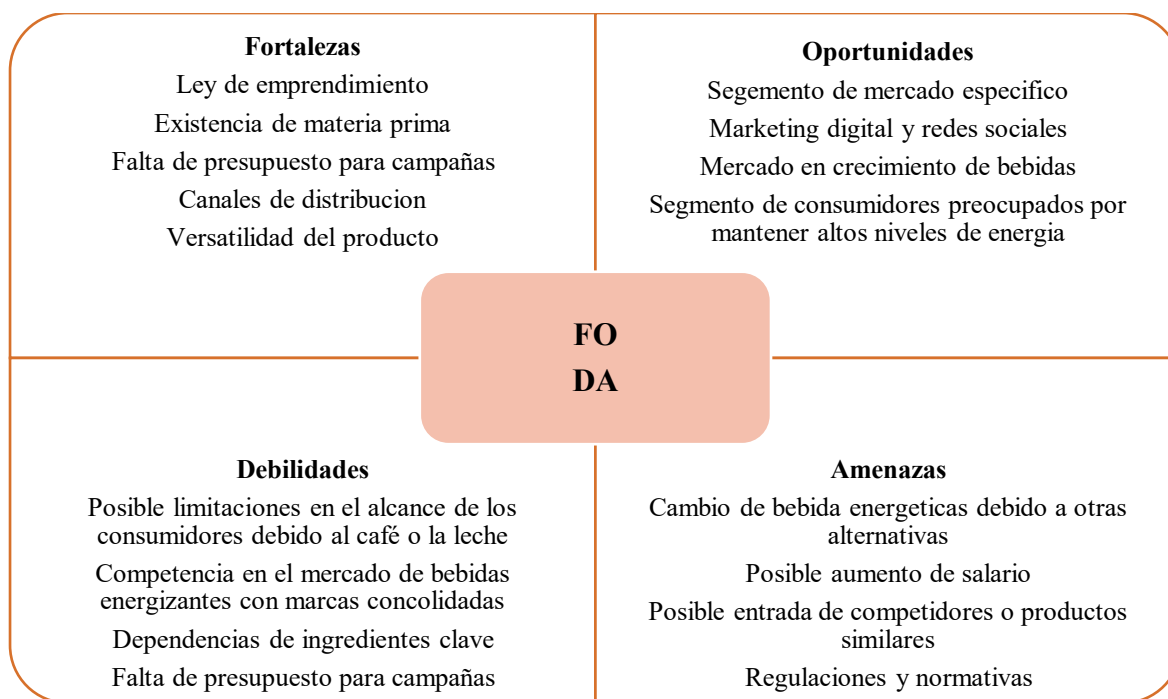 Fortalezas
Ley de emprendimiento
Existencia de materia prima
Falta de presupuesto para campañas
Canales de distribucion
Versatilidad del producto
Oportunidades
Segemento de mercado especifico
Marketing digital y redes sociales
Mercado en crecimiento de bebidas
Segmento de consumidores preocupados por
mantener altos niveles de energia
FO
DA
Debilidades
Posible limitaciones en el alcance de los
consumidores debido al café o la leche
Competencia en el mercado de bebidas
energizantes con marcas concolidadas
Dependencias de ingredientes clave
Falta de presupuesto para campañas
Amenazas
Cambio de bebida energeticas debido a otras
alternativas
Posible aumento de salario
Posible entrada de competidores o productos
similares
Regulaciones y normativas